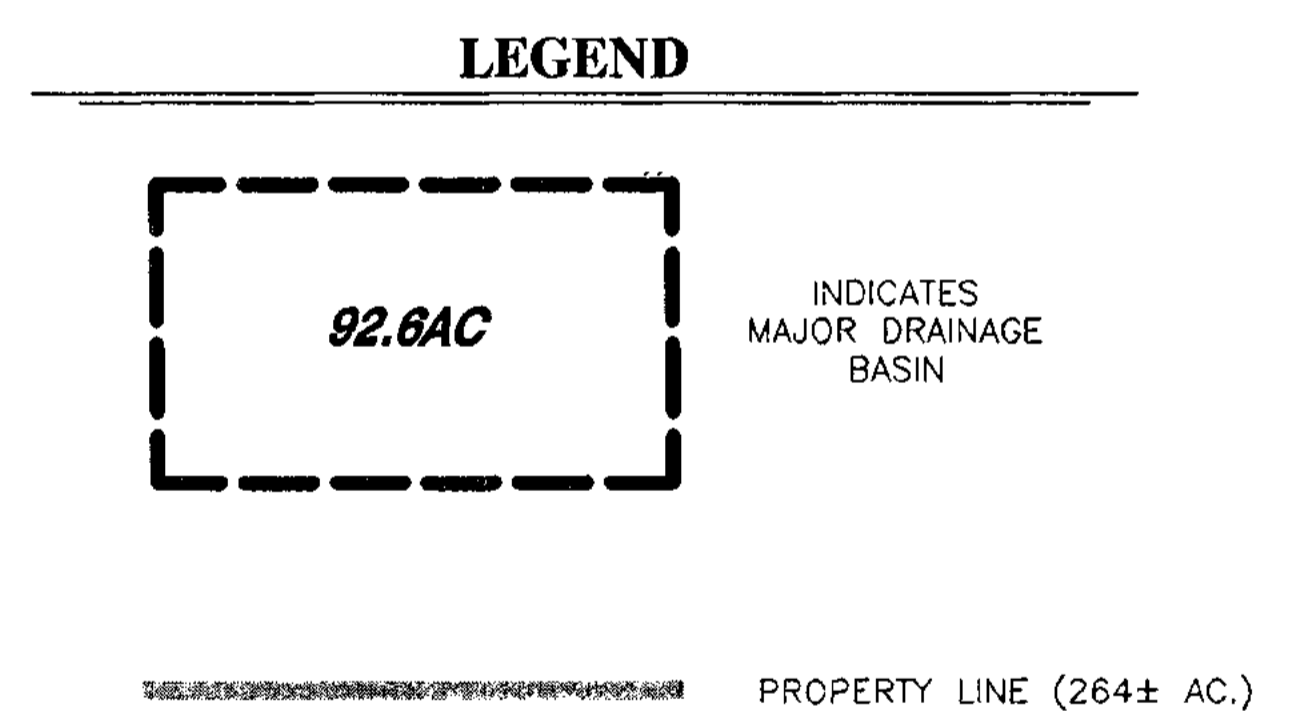 LEGEND
92.6AC
INDICATES
MAJOR DRAINAGE
BASIN
PROPERTY LINE (264± AC.)